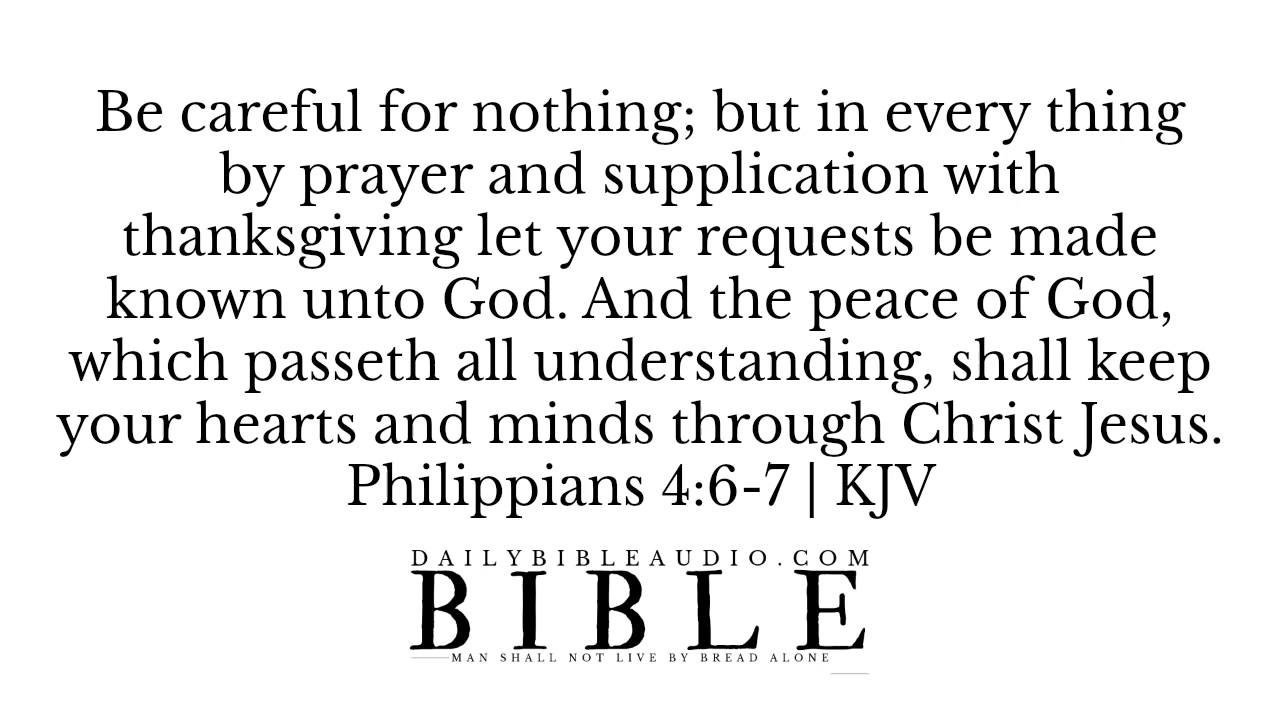 Be careful for nothing; but in every thing
by prayer and supplication with
thanksgiving let your requests be made
known unto God. And the peace of God,
which passeth all understanding, shall keep
your hearts and minds through Christ Jesus.
Philippians 4:6-7 | KJV
DAILYBIBLEAUDIO.COM
BIBLE
MAN SHALL NOT LIVE BY BREAD ALONE